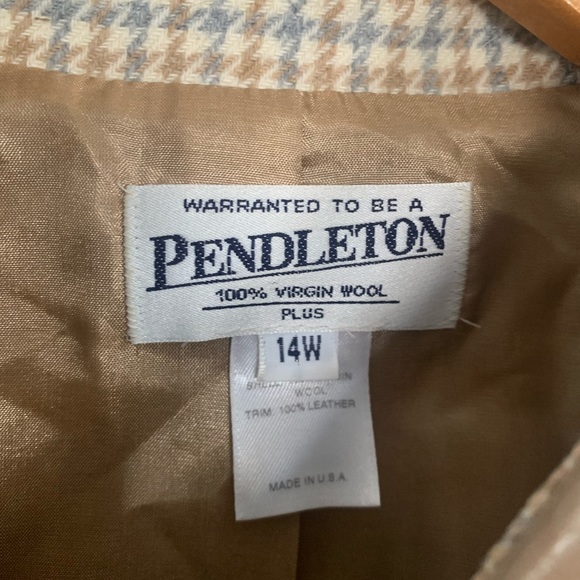 WARRANTED TO BE A
PENDLETON
100% VIRGIN WOOL
PLUS
14W
WOOL
TRIM: 100% LEATHER
MADE IN U.S.A.